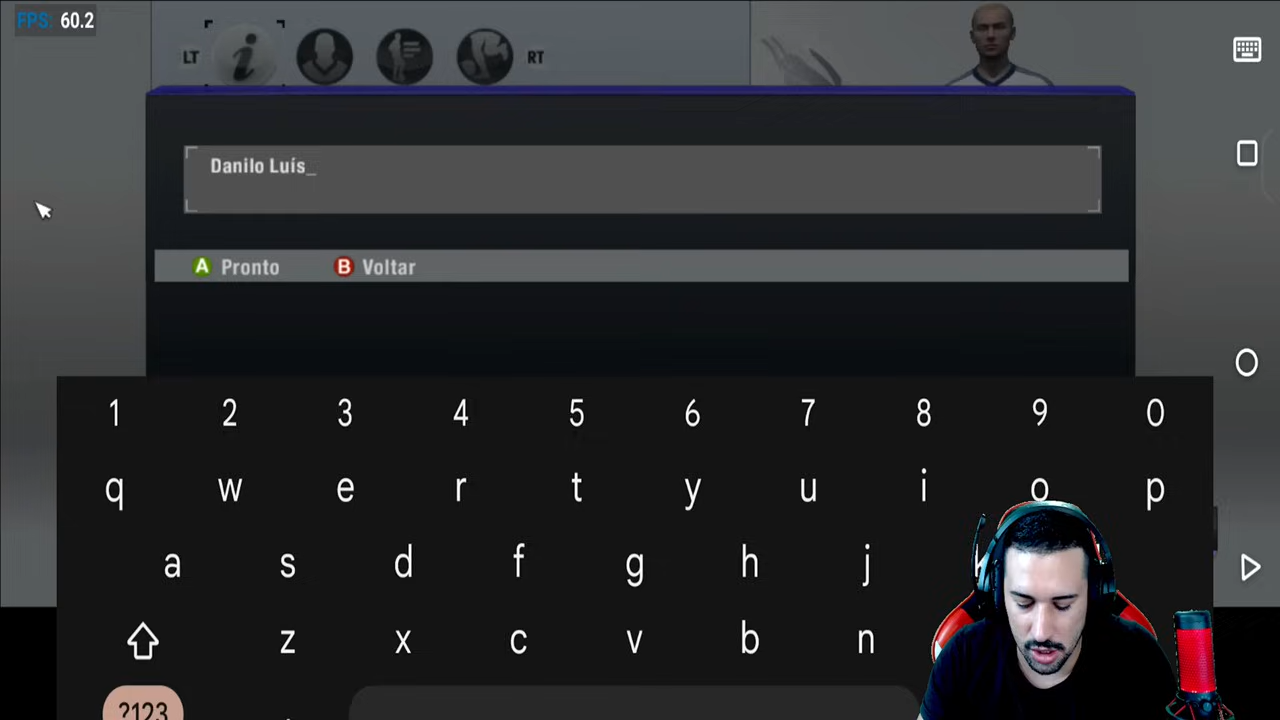 FPS: 60.2
LT RT
Danilo Luís_
A Pronto B Voltar
1 2 3 4 5 6 7 8 9 0
q w e r t y u i o p
a s d f g h j
z x c v b n
?123